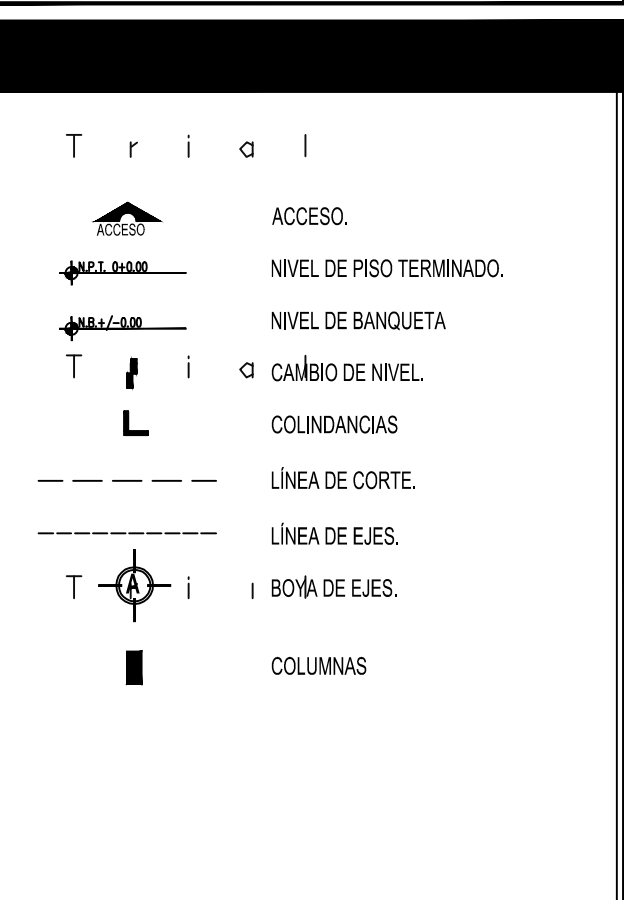 T r i a l
ACCESO ACCESO.
N.P.T. 0+0.00 NIVEL DE PISO TERMINADO.
N.B.+/-0.00 NIVEL DE BANQUETA
T r i a l CAMBIO DE NIVEL.
COLINDANCIAS
LÍNEA DE CORTE.
LÍNEA DE EJES.
T A i l BOYA DE EJES.
COLUMNAS